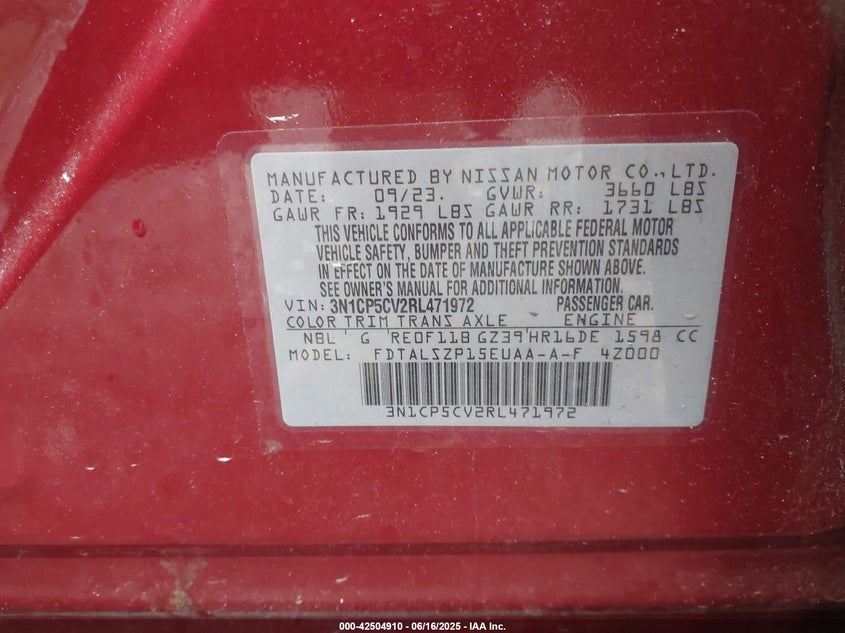 MANUFACTURED BY NISSAN MOTOR CO.,LTD.
DATE: 09/23. GVWR: 3660 LBS
GAWR FR: 1929 LBS GAWR RR: 1731 LBS
THIS VEHICLE CONFORMS TO ALL APPLICABLE FEDERAL MOTOR
VEHICLE SAFETY, BUMPER AND THEFT PREVENTION STANDARDS
IN EFFECT ON THE DATE OF MANUFACTURE SHOWN ABOVE.
SEE OWNER'S MANUAL FOR ADDITIONAL INFORMATION.
VIN: 3N1CP5CV2RL471972 PASSENGER CAR.
COLOR TRIM TRANS AXLE ENGINE
NBL G RE0F11B GZ39 HR16DE 1598 CC
MODEL: FDTALSZP15EUAA-A-F 4Z000
3N1CP5CV2RL471972
000-42504910 - 06/16/2025 - IAA Inc.